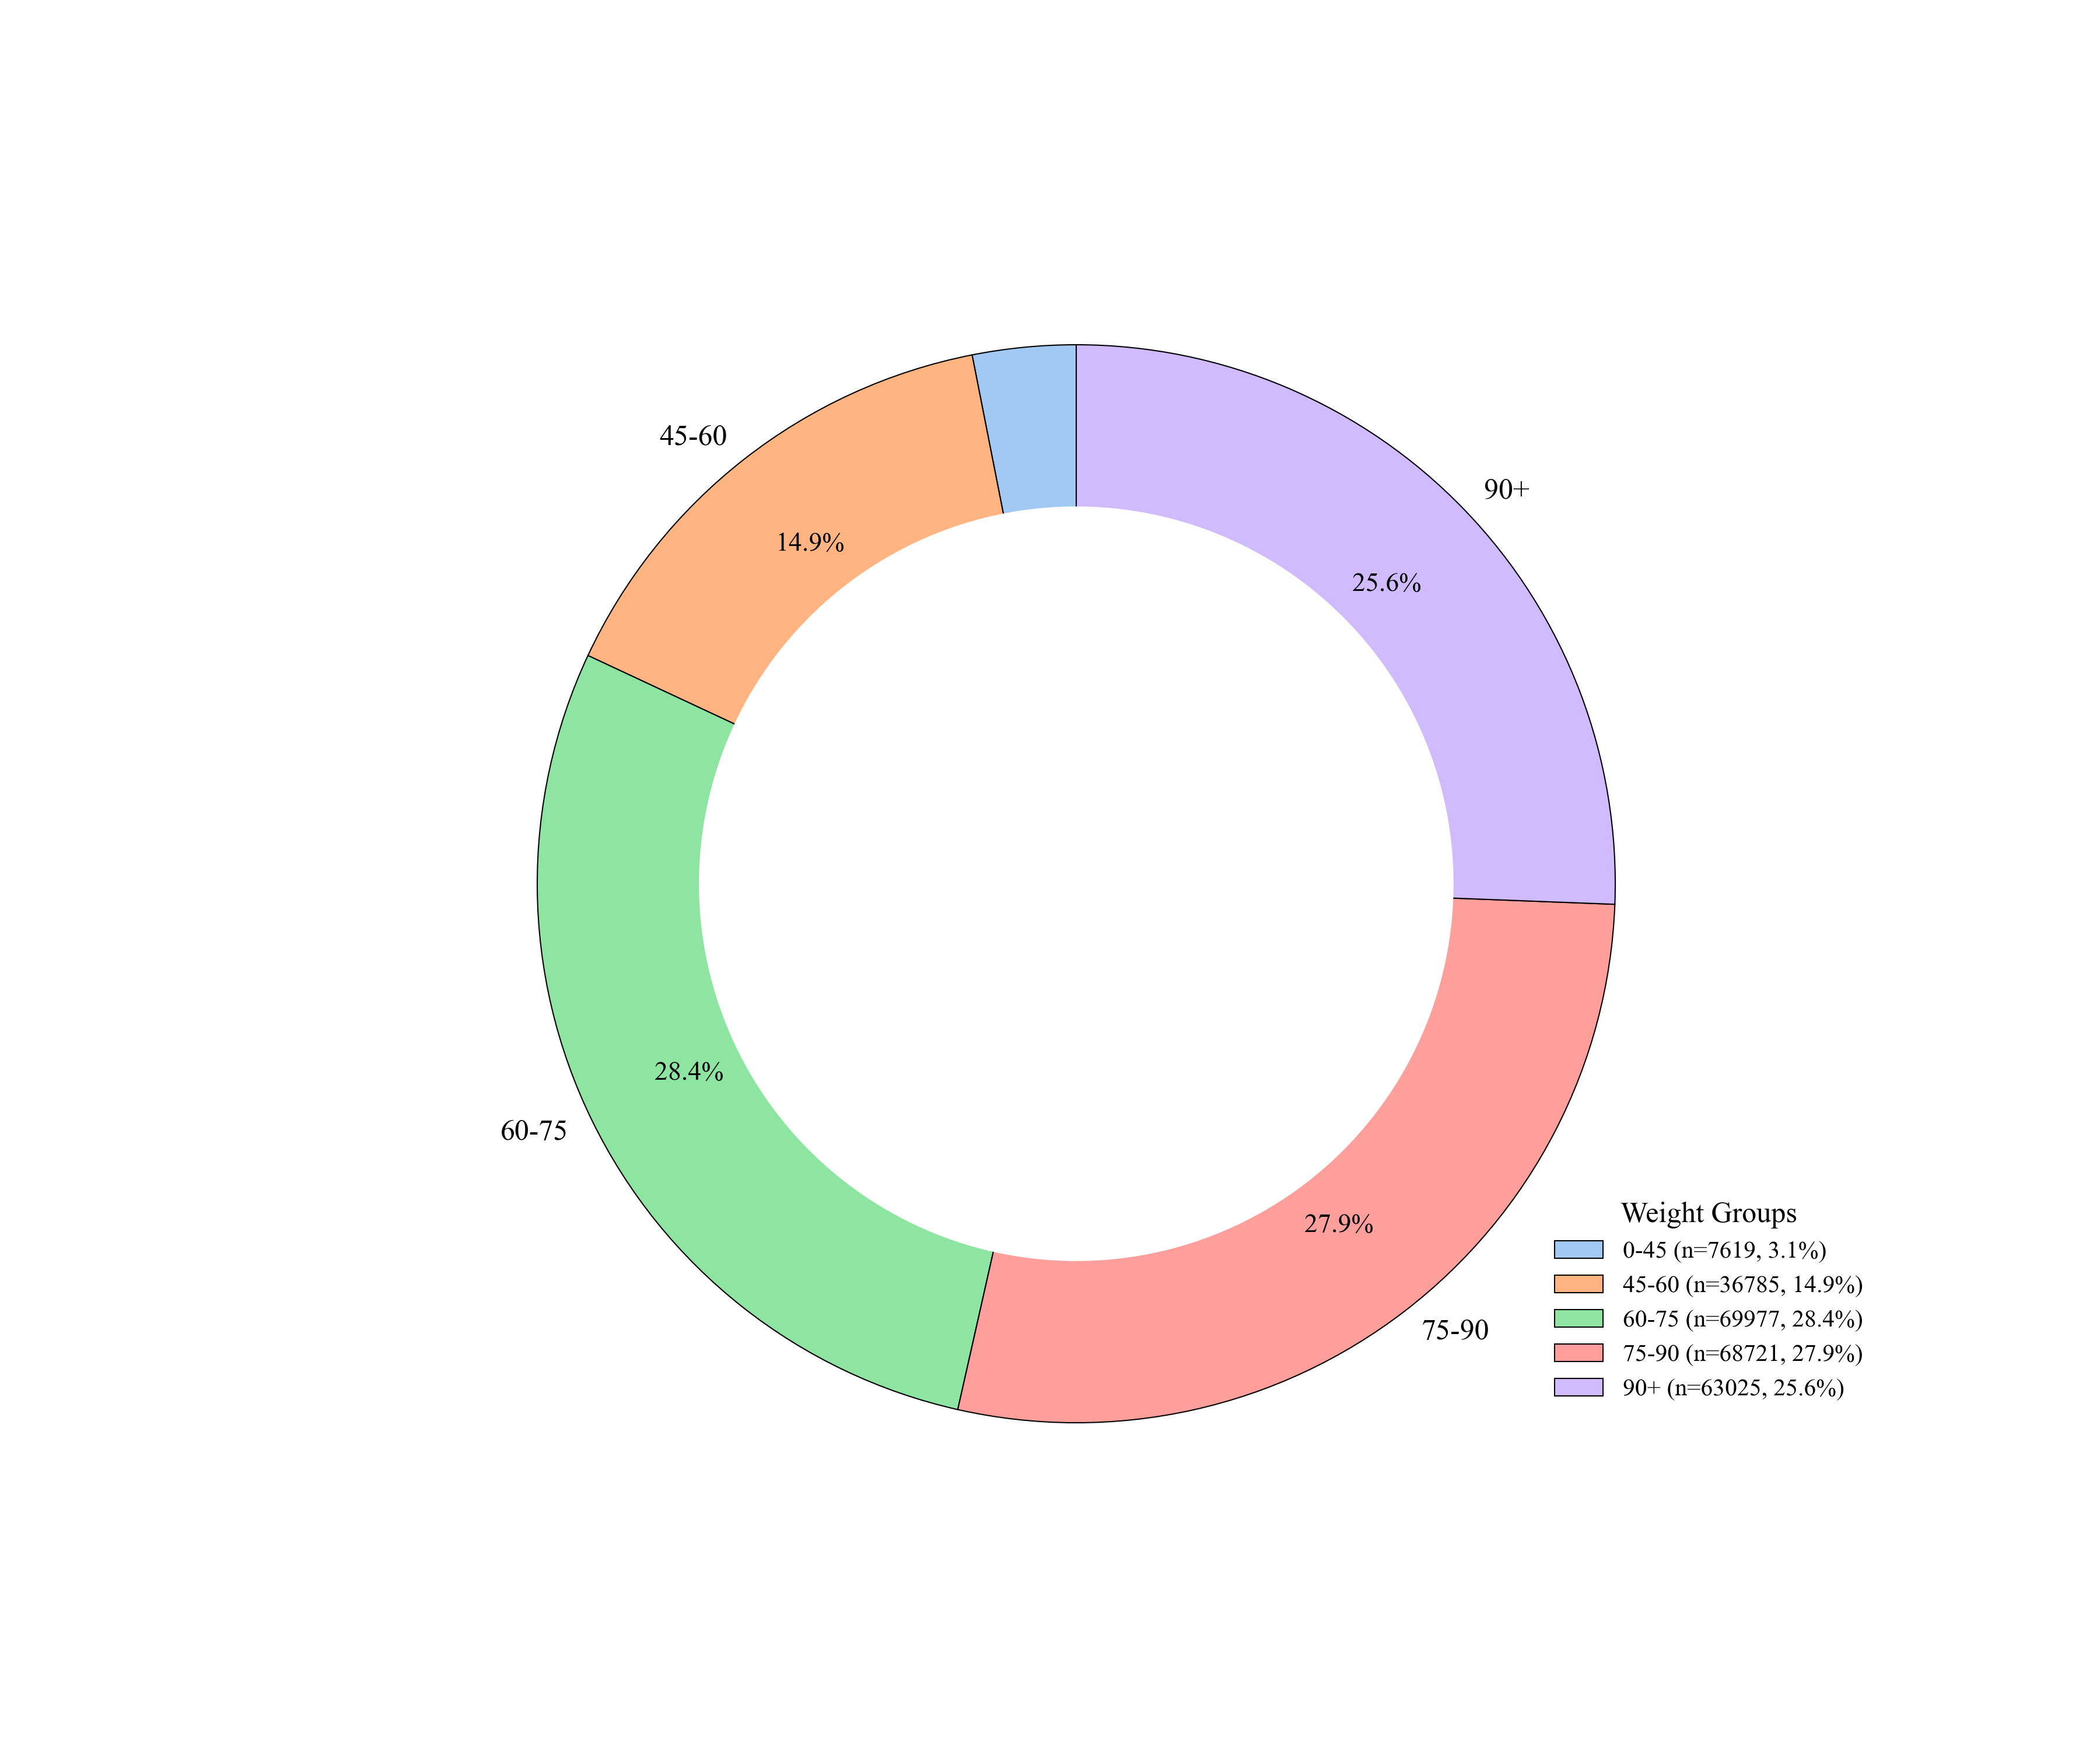 45-60
90+
14.9%
25.6%
28.4%
60-75
27.9%
75-90
Weight Groups
0-45 (n=7619, 3.1%)
45-60 (n=36785, 14.9%)
60-75 (n=69977, 28.4%)
75-90 (n=68721, 27.9%)
90+ (n=63025, 25.6%)